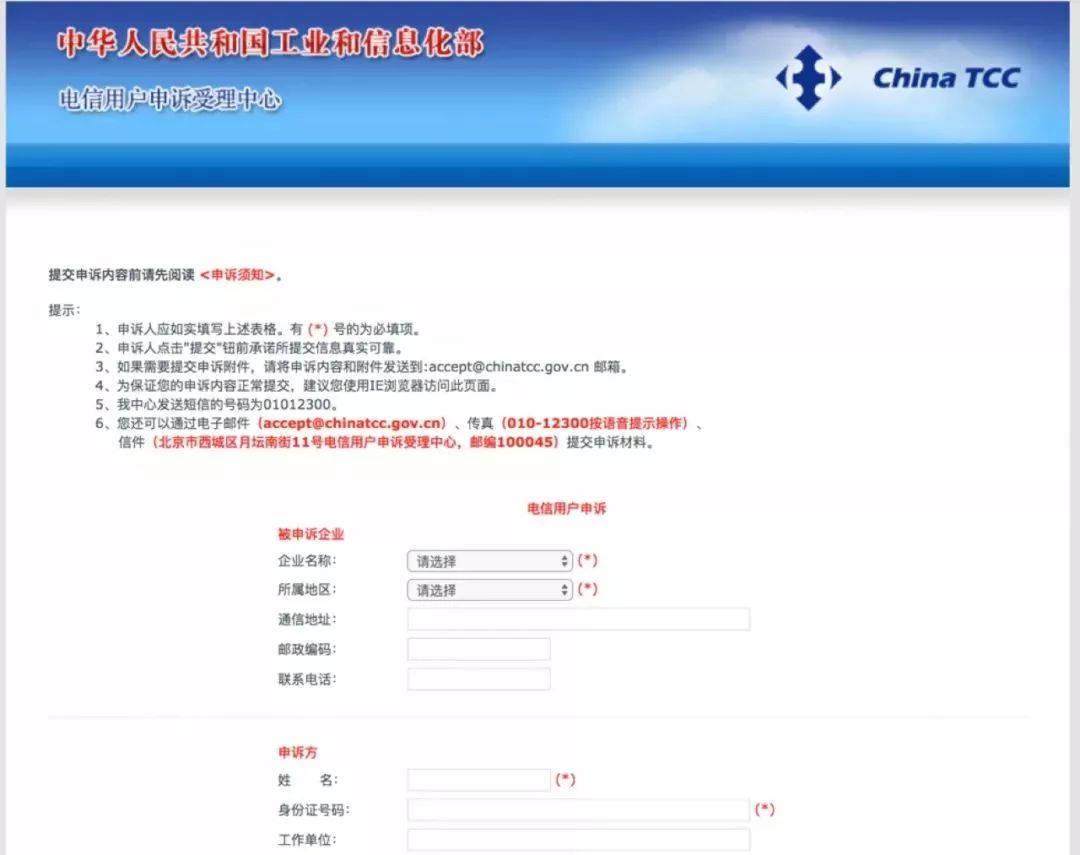 中华人民共和国工业和信息化部
电信用户申诉受理中心
China TCC
提交申诉内容前请先阅读 <申诉须知>。
提示:
1、申诉人应如实填写上述表格。有 (*) 号的为必填项。
2、申诉人点击"提交"钮前承诺所提交信息真实可靠。
3、如果需要提交申诉附件，请将申诉内容和附件发送到:accept@chinatcc.gov.cn 邮箱。
4、为保证您的申诉内容正常提交，建议您使用IE浏览器访问此页面。
5、我中心发送短信的号码为01012300。
6、您还可以通过电子邮件（accept@chinatcc.gov.cn）、传真（010-12300按语音提示操作）、
信件（北京市西城区月坛南街11号电信用户申诉受理中心，邮编100045）提交申诉材料。
电信用户申诉
被申诉企业
企业名称: 请选择 (*)
所属地区: 请选择 (*)
通信地址:
邮政编码:
联系电话:
申诉方
姓 名: (*)
身份证号码: (*)
工作单位: